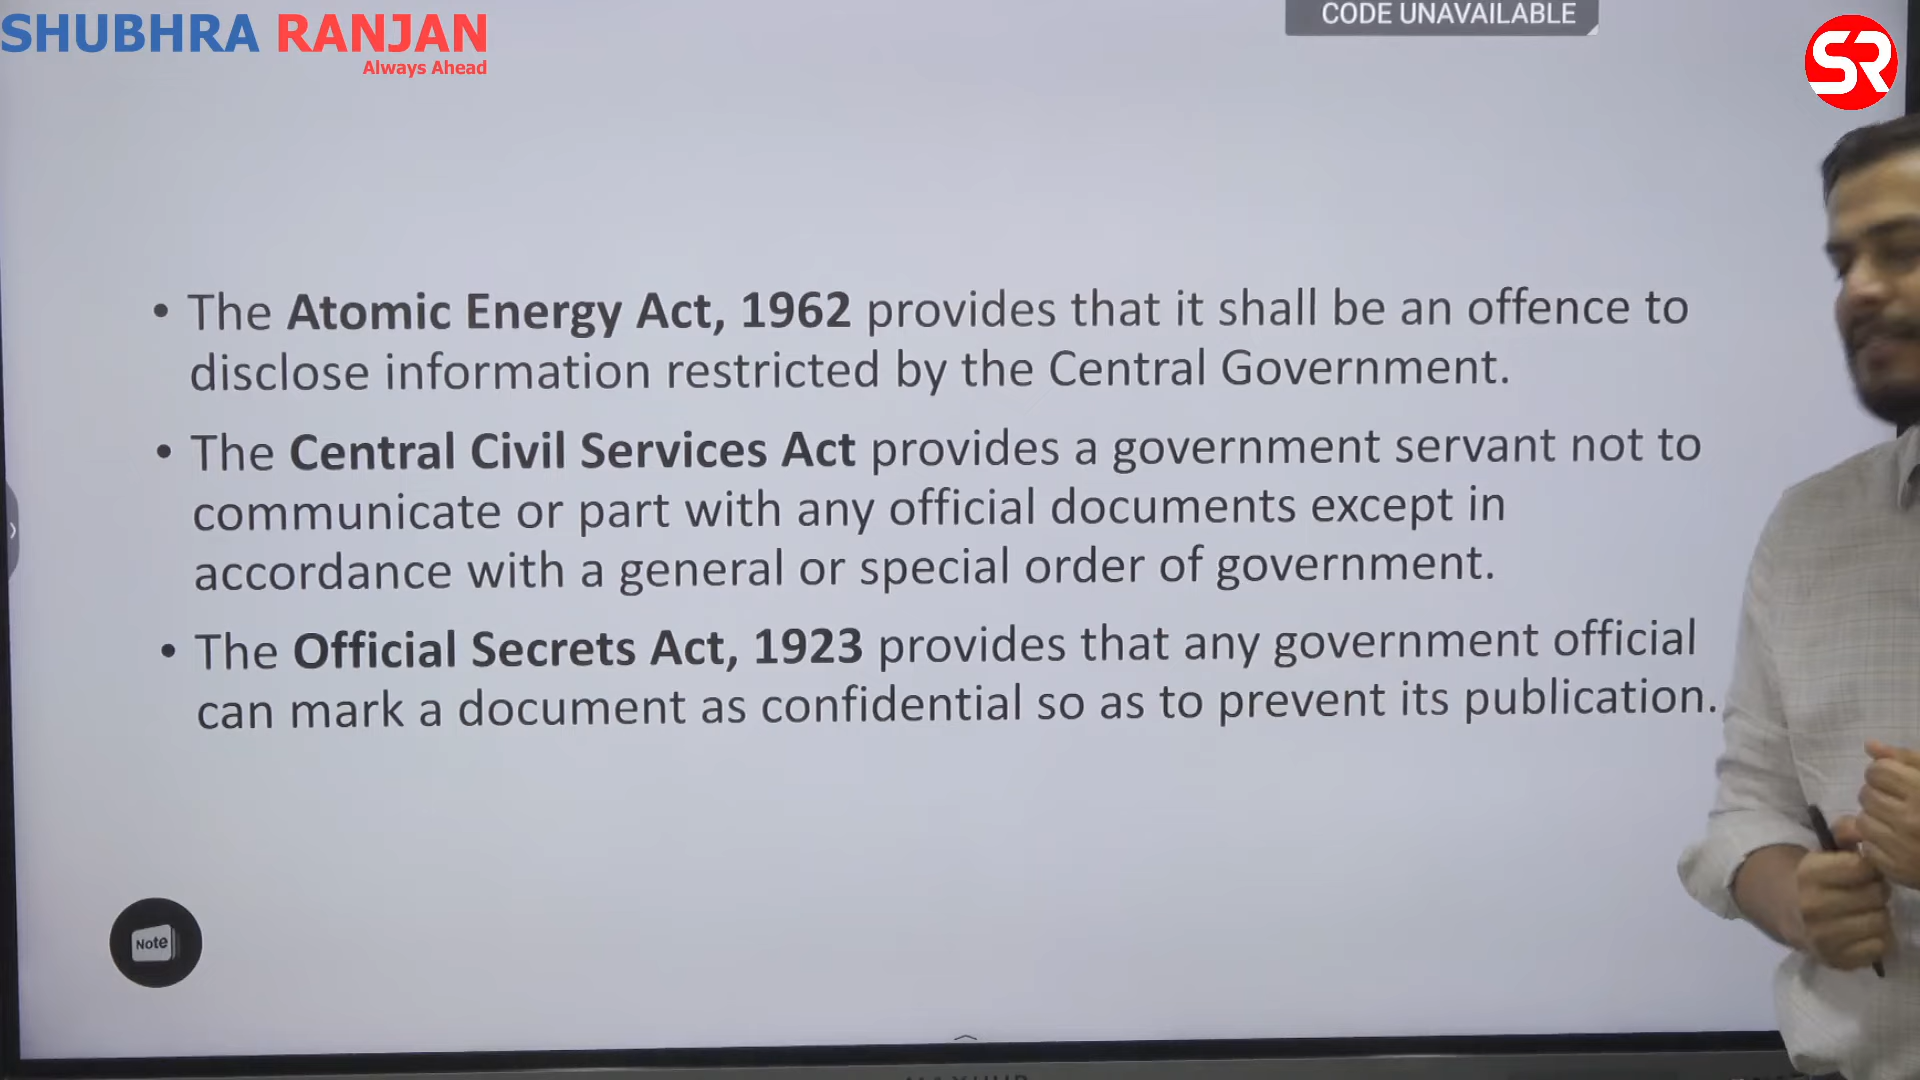 SHUBHRA RANJAN
Always Ahead
CODE UNAVAILABLE
SR
• The Atomic Energy Act, 1962 provides that it shall be an offence to
disclose information restricted by the Central Government.
• The Central Civil Services Act provides a government servant not to
communicate or part with any official documents except in
accordance with a general or special order of government.
• The Official Secrets Act, 1923 provides that any government official
can mark a document as confidential so as to prevent its publication.
Note